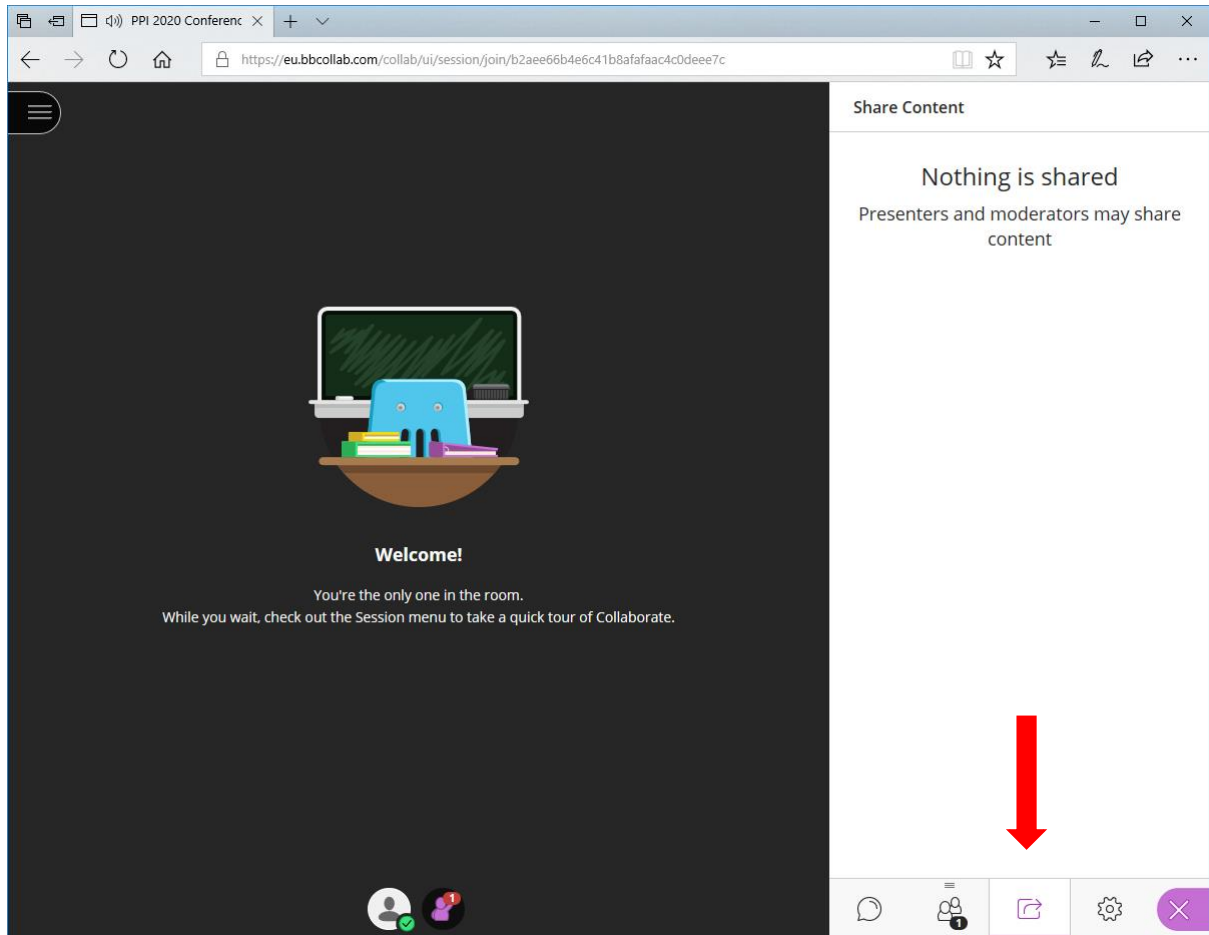 PPI 2020 Conferenc
https://eu.bbcollab.com/collab/ui/session/join/b2aee66b4e6c41b8afafaac4c0deee7c
Share Content
Nothing is shared
Presenters and moderators may share
content
Welcome!
You're the only one in the room.
While you wait, check out the Session menu to take a quick tour of Collaborate.
1
1